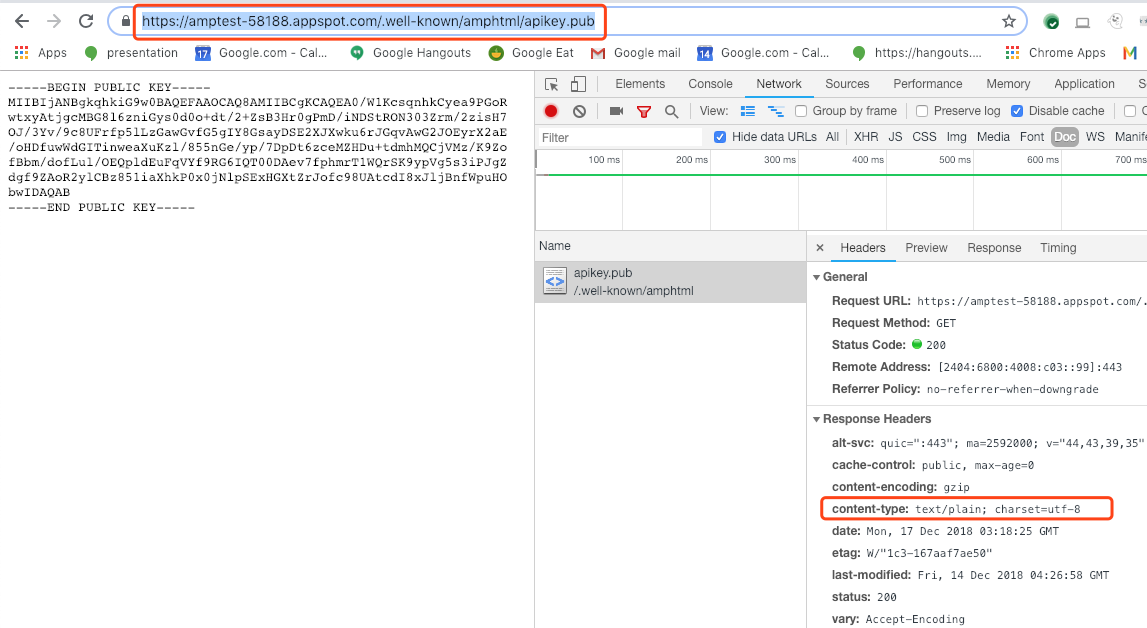 https://amptest-58188.appspot.com/.well-known/amphtml/apikey.pub
Apps presentation 17 Google.com - Cal... Google Hangouts Google Eat Google mail 14 Google.com - Cal... https://hangouts.... Chrome Apps
-----BEGIN PUBLIC KEY-----
MIIBIjANBgkqhkiG9w0BAQEFAAOCAQ8AMIIBCgKCAQEA0/WlKcsqnhkCyea9PGoR
wtxyAtjgcMBG8l6zniGys0d0o+dt/2+ZsB3Hr0gPmD/iNDStRON303Zrm/2zisH7
OJ/3Yv/9c8UFrfp5lLzGawGvfG5gIY8GsayDSE2XJXwku6rJGqvAwG2JOEyrX2aE
/oHDfuwWdGITinweaXuKzl/855nGe/yp/7DpDt6zceMZHDu+tdmhMQCjVMz/K9Zo
fBbm/dofLul/OEQpldEuFqVYf9RG6IQT00DAev7fphmrTlWQrSK9ypVg5s3iPJgZ
dgf9ZAoR2ylCBz85liaXhkP0x0jNlpSExHGXtZrJofc98UAtcdI8xJljBnfWpuHO
bwIDAQAB
-----END PUBLIC KEY-----
Elements Console Network Sources Performance Memory Application S
View: Group by frame Preserve log Disable cache
Filter Hide data URLs All XHR JS CSS Img Media Font Doc WS Manife
100 ms 200 ms 300 ms 400 ms 500 ms 600 ms 700 ms
Name
apikey.pub
/.well-known/amphtml
× Headers Preview Response Timing
General
Request URL: https://amptest-58188.appspot.com/.
Request Method: GET
Status Code: 200
Remote Address: [2404:6800:4008:c03::99]:443
Referrer Policy: no-referrer-when-downgrade
Response Headers
alt-svc: quic=":443"; ma=2592000; v="44,43,39,35"
cache-control: public, max-age=0
content-encoding: gzip
content-type: text/plain; charset=utf-8
date: Mon, 17 Dec 2018 03:18:25 GMT
etag: W/"1c3-167aaf7ae50"
last-modified: Fri, 14 Dec 2018 04:26:58 GMT
status: 200
vary: Accept-Encoding